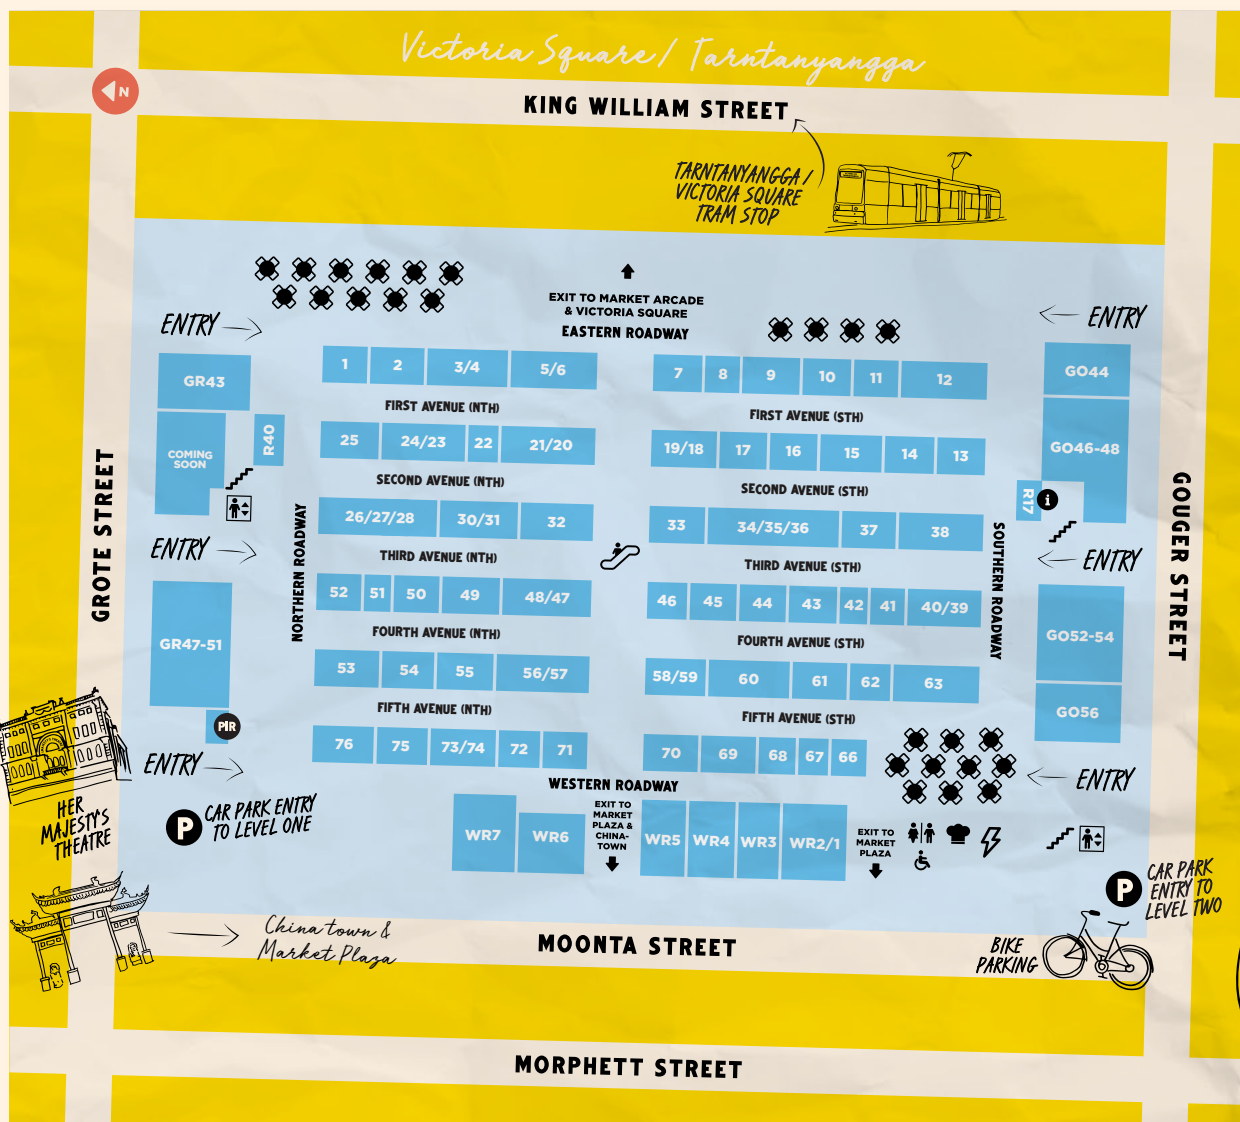 Victoria Square / Tarntanyangga
N
KING WILLIAM STREET
TARNTANYANGGA /
VICTORIA SQUARE
TRAM STOP
EXIT TO MARKET ARCADE
& VICTORIA SQUARE
EASTERN ROADWAY
ENTRY
ENTRY
1 2 3/4 5/6 7 8 9 10 11 12
GR43
GO44
FIRST AVENUE (NTH)
FIRST AVENUE (STH)
25 24/23 22 21/20 19/18 17 16 15 14 13
R40
COMING
SOON
GO46-48
SECOND AVENUE (NTH)
SECOND AVENUE (STH)
R17
i
26/27/28 30/31 32 33 34/35/36 37 38
GROTE STREET
NORTHERN ROADWAY
SOUTHERN ROADWAY
GOUGER STREET
ENTRY
ENTRY
THIRD AVENUE (NTH)
THIRD AVENUE (STH)
52 51 50 49 48/47 46 45 44 43 42 41 40/39
GR47-51
GO52-54
FOURTH AVENUE (NTH)
FOURTH AVENUE (STH)
53 54 55 56/57 58/59 60 61 62 63
GO56
FIFTH AVENUE (NTH)
FIFTH AVENUE (STH)
PIR
76 75 73/74 72 71 70 69 68 67 66
ENTRY
ENTRY
WESTERN ROADWAY
HER
MAJESTY'S
THEATRE
P
CAR PARK ENTRY
TO LEVEL ONE
WR7 WR6
EXIT TO
MARKET
PLAZA &
CHINA-
TOWN
WR5 WR4 WR3 WR2/1
EXIT TO
MARKET
PLAZA
P
CAR PARK
ENTRY TO
LEVEL TWO
Chinatown &
Market Plaza
MOONTA STREET
BIKE
PARKING
MORPHETT STREET